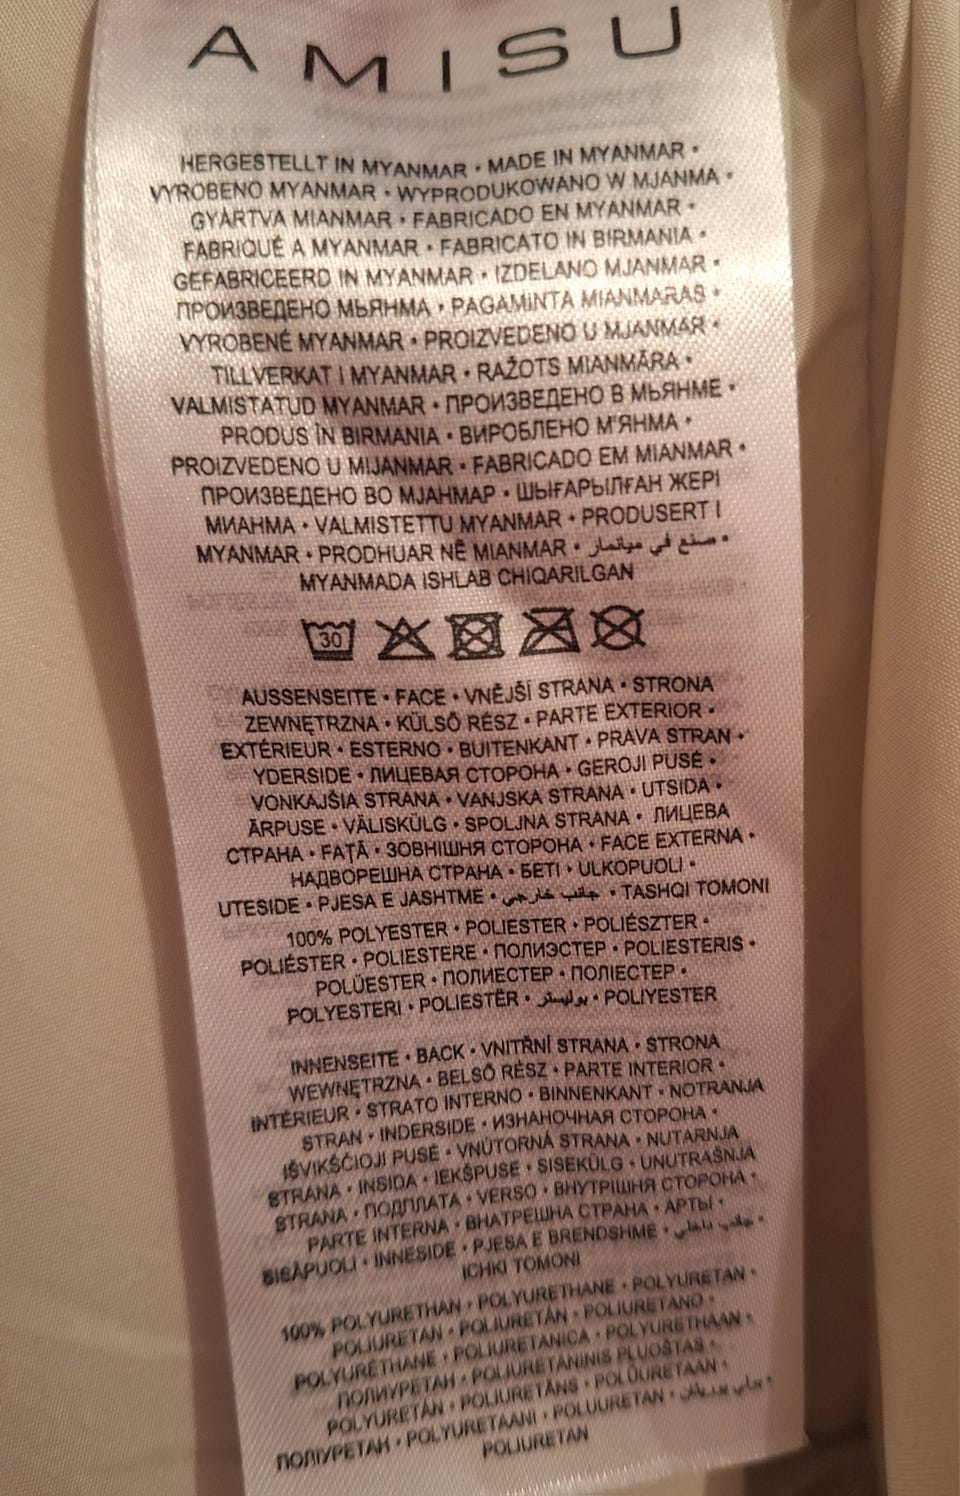 AMISU
HERGESTELLT IN MYANMAR • MADE IN MYANMAR •
VYROBENO MYANMAR • WYPRODUKOWANO W MJANMA •
GYÁRTVA MIANMAR • FABRICADO EN MYANMAR •
FABRIQUÉ A MYANMAR • FABRICATO IN BIRMANIA •
GEFABRICEERD IN MYANMAR • IZDELANO MJANMAR •
ПРОИЗВЕДЕНО МЬЯНМА • PAGAMINTA MIANMARAS •
VYROBENÉ MYANMAR • PROIZVEDENO U MJANMAR •
TILLVERKAT I MYANMAR • RAŽOTS MIANMĀRA •
VALMISTATUD MYANMAR • ПРОИЗВЕДЕНО В МЬЯНМЕ •
PRODUS ÎN BIRMANIA • ВИРОБЛЕНО М'ЯНМА •
PROIZVEDENO U MIJANMAR • FABRICADO EM MIANMAR •
ПРОИЗВЕДЕНО ВО МЈАНМАР • ШЫҒАРЫЛҒАН ЖЕРІ
МИАНМА • VALMISTETTU MYANMAR • PRODUSERT I
MYANMAR • PRODHUAR NË MIANMAR • صنع في ميانمار •
MYANMADA ISHLAB CHIQARILGAN
30
AUSSENSEITE • FACE • VNĚJŠÍ STRANA • STRONA
ZEWNĘTRZNA • KÜLSŐ RÉSZ • PARTE EXTERIOR •
EXTÉRIEUR • ESTERNO • BUITENKANT • PRAVA STRAN •
YDERSIDE • ЛИЦЕВАЯ СТОРОНА • GEROJI PUSĖ •
VONKAJŠIA STRANA • VANJSKA STRANA • UTSIDA •
ĀRPUSE • VÄLISKÜLG • SPOLJNA STRANA • ЛИЦЕВА
СТРАНА • FAȚĂ • ЗОВНІШНЯ СТОРОНА • FACE EXTERNA •
НАДВОРЕШНА СТРАНА • БЕТІ • ULKOPUOLI •
UTESIDE • PJESA E JASHTME • جانب خارجي • TASHQI TOMONI
100% POLYESTER • POLIESTER • POLIÉSZTER •
POLIÉSTER • POLIESTERE • ПОЛИЭСТЕР • POLIESTERIS •
POLÜESTER • ПОЛИЕСТЕР • ПОЛІЕСТЕР •
POLYESTERI • POLIESTËR • بوليستر • POLIYESTER
INNENSEITE • BACK • VNITŘNÍ STRANA • STRONA
WEWNĘTRZNA • BELSŐ RÉSZ • PARTE INTERIOR •
INTÉRIEUR • STRATO INTERNO • BINNENKANT • NOTRANJA
STRAN • INDERSIDE • ИЗНАНОЧНАЯ СТОРОНА •
IŠVIKŠČIOJI PUSĖ • VNÚTORNÁ STRANA • NUTARNJA
STRANA • INSIDA • IEKŠPUSE • SISEKÜLG • UNUTRAŠNJA
STRANA • ПОДПЛАТА • VERSO • ВНУТРІШНЯ СТОРОНА •
PARTE INTERNA • ВНАТРЕШНА СТРАНА • АРТЫ •
SISÄPUOLI • INNESIDE • PJESA E BRENDSHME • جانب داخلي •
ICHKI TOMONI
100% POLYURETHAN • POLYURETHANE • POLYURETAN •
POLIURETAN • POLIURETÁN • POLIURETANO •
POLYURÉTHANE • POLIURETANICA • POLYURETHAAN •
ПОЛИУРЕТАН • POLIURETANINIS PLUOŠTAS •
POLYURETÁN • POLIURETĀNS • POLÜURETAAN •
ПОЛІУРЕТАН • POLYURETAANI • POLUURETAN •
POLIURETAN